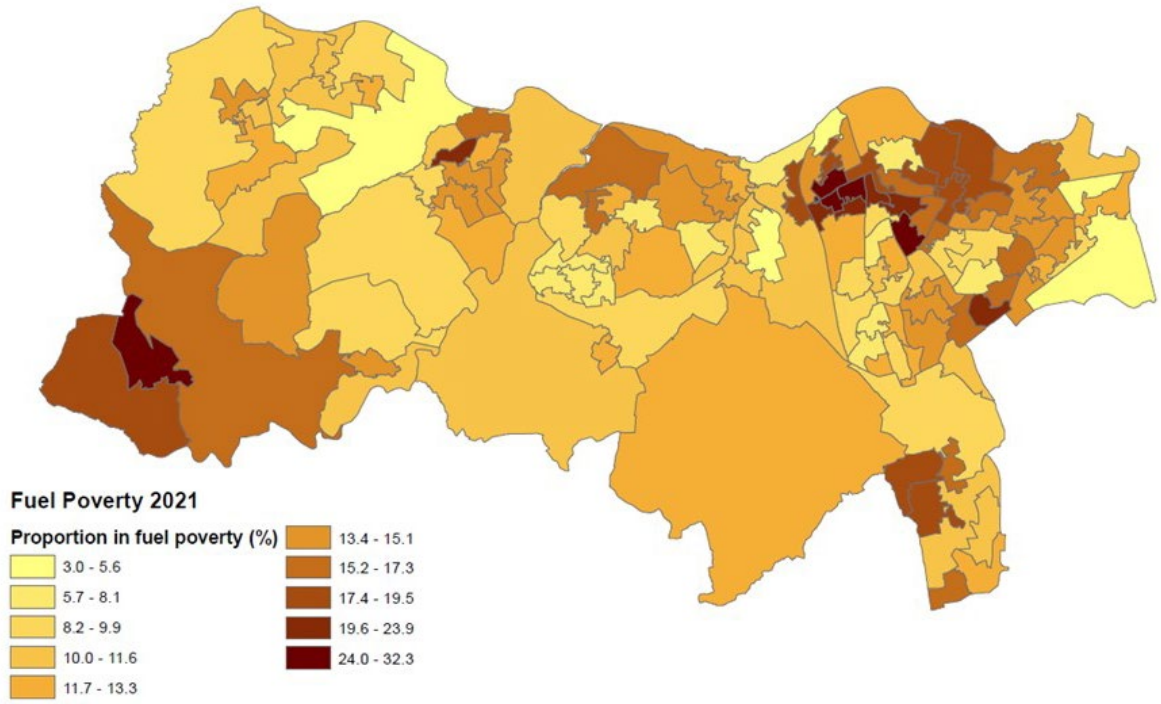 Fuel Poverty 2021
Proportion in fuel poverty (%)
3.0 - 5.6
5.7 - 8.1
8.2 - 9.9
10.0 - 11.6
11.7 - 13.3
13.4 - 15.1
15.2 - 17.3
17.4 - 19.5
19.6 - 23.9
24.0 - 32.3